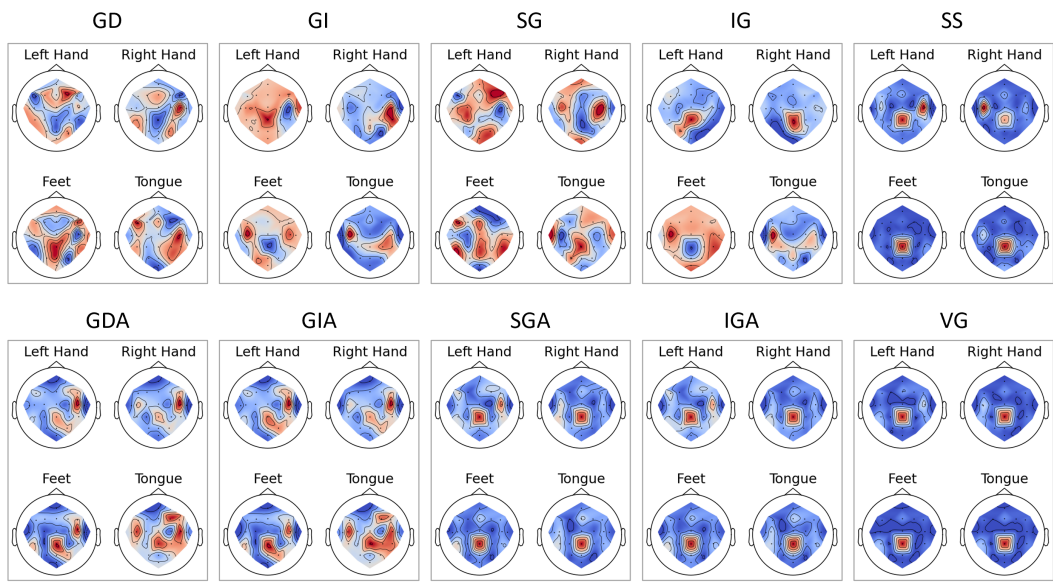 GD GI SG IG SS
Left Hand Right Hand Left Hand Right Hand Left Hand Right Hand Left Hand Right Hand Left Hand Right Hand
Feet Tongue Feet Tongue Feet Tongue Feet Tongue Feet Tongue
GDA GIA SGA IGA VG
Left Hand Right Hand Left Hand Right Hand Left Hand Right Hand Left Hand Right Hand Left Hand Right Hand
Feet Tongue Feet Tongue Feet Tongue Feet Tongue Feet Tongue